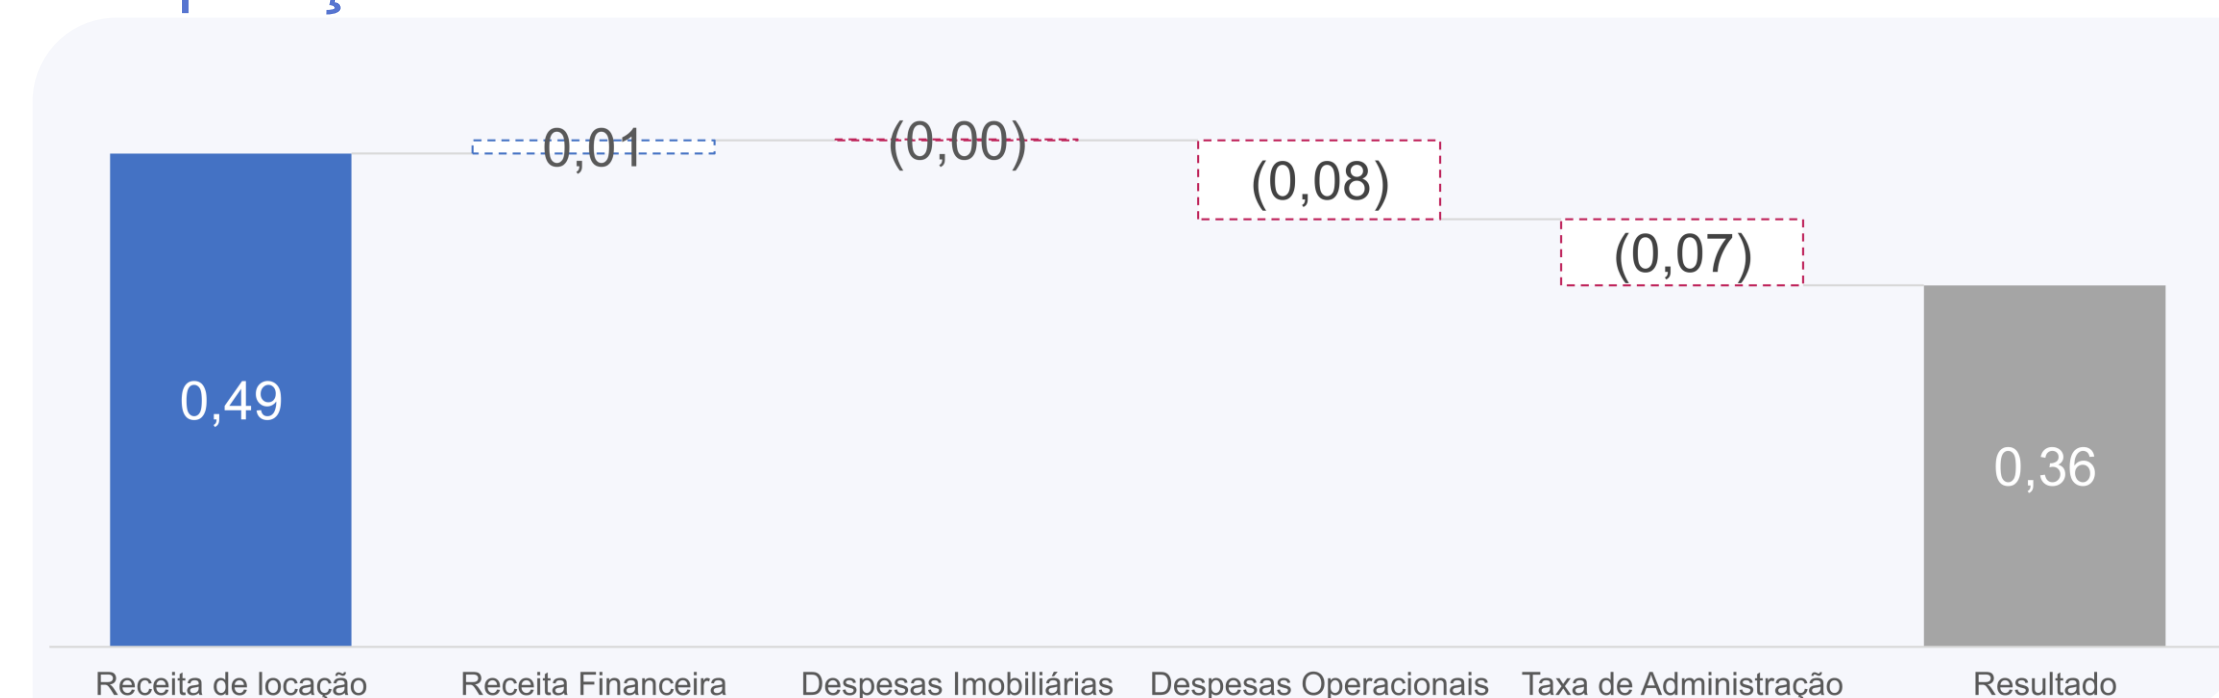 0,01
(0,00)
(0,08)
(0,07)
0,49
0,36
Receita de locação
Receita Financeira
Despesas Imobiliárias
Despesas Operacionais
Taxa de Administração
Resultado